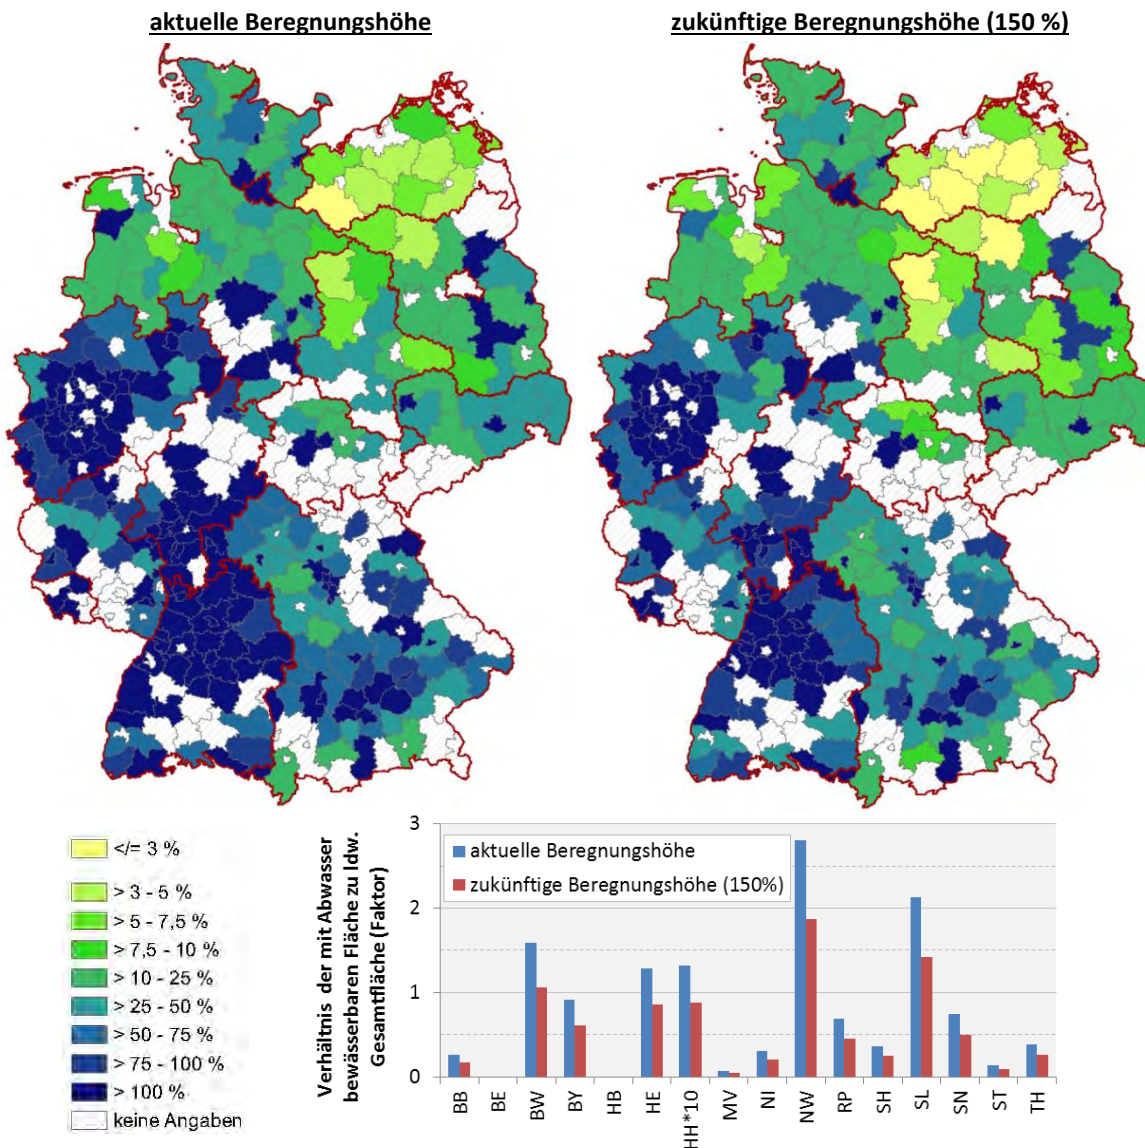 aktuelle Beregnungshöhe
zukünftige Beregnungshöhe (150 %)
</= 3 %
> 3 - 5 %
> 5 - 7,5 %
> 7,5 - 10 %
> 10 - 25 %
> 25 - 50 %
> 50 - 75 %
> 75 - 100 %
> 100 %
keine Angaben
Verhältnis der mit Abwasser
bewässerbaren Fläche zu ldw.
Gesamtfläche (Faktor)
3
2
1
0
aktuelle Beregnungshöhe
zukünftige Beregnungshöhe (150%)
BB
BE
BW
BY
HB
HE
HH*10
MV
NI
NW
RP
SH
SL
SN
ST
TH